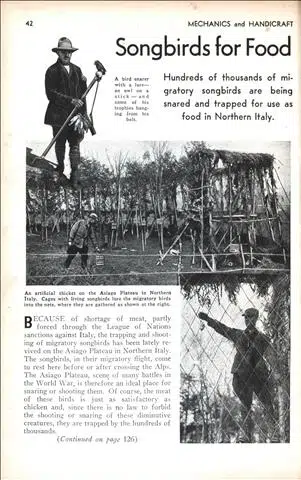 42
MECHANICS and HANDICRAFT
Songbirds for Food
A bird snarer
with a lure—
an owl on a
stick — and
some of his
trophies hang-
ing from his
belt.
Hundreds of thousands of mi-
gratory songbirds are being
snared and trapped for use as
food in Northern Italy.
An artificial thicket on the Asiago Plateau in Northern
Italy. Cages with living songbirds lure the migratory birds
into the nets, where they are gathered as shown at the right.
BECAUSE of shortage of meat, partly
forced through the League of Nations
sanctions against Italy, the trapping and shoot-
ing of migratory songbirds has been lately re-
vived on the Asiago Plateau in Northern Italy.
The songbirds, in their migratory flight, come
to rest here before or after crossing the Alps.
The Asiago Plateau, scene of many battles in
the World War, is therefore an ideal place for
snaring or shooting them. Of course, the meat
of these birds is just as satisfactory as
chicken and, since there is no law to forbid
the shooting or snaring of these diminutive
creatures, they are trapped by the hundreds of
thousands.
(Continued on page 126)